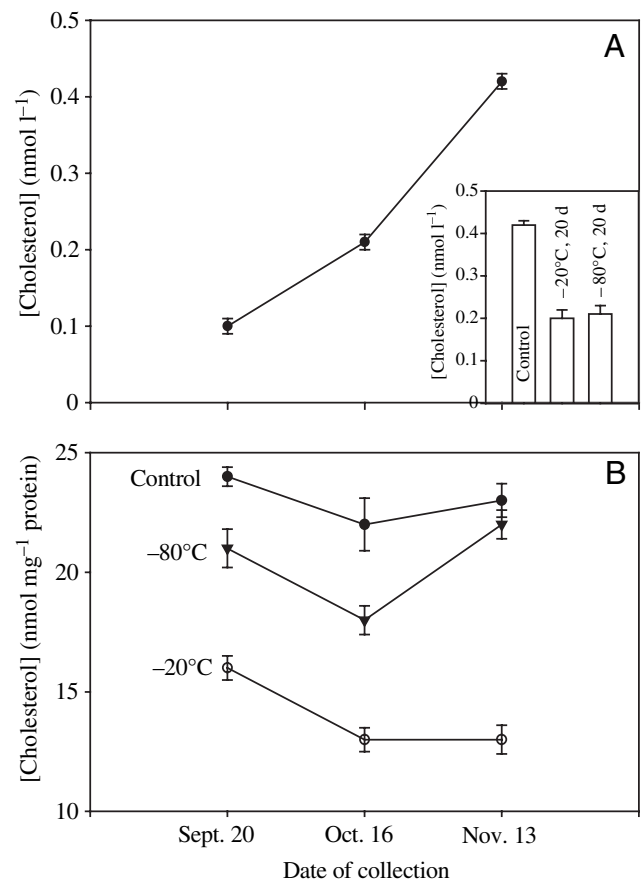 A
[Cholesterol] (nmol l⁻¹)
0.5
0.4
0.3
0.2
0.1
0
[Cholesterol] (nmol l⁻¹)
0.5
0.4
0.3
0.2
0.1
0
Control
–20°C, 20 d
–80°C, 20 d
B
[Cholesterol] (nmol mg⁻¹ protein)
25
20
15
10
Control
–80°C
–20°C
Sept. 20 Oct. 16 Nov. 13
Date of collection